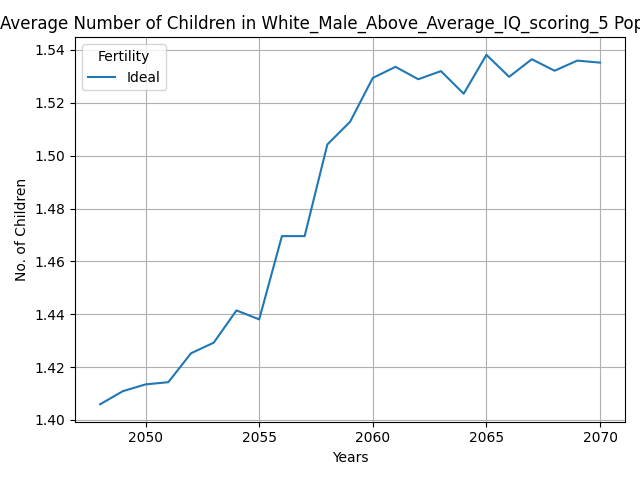 Average Number of Children in White_Male_Above_Average_IQ_scoring_5 Pop
Fertility
Ideal
1.54
1.52
1.50
1.48
1.46
1.44
1.42
1.40
No. of Children
2050 2055 2060 2065 2070
Years